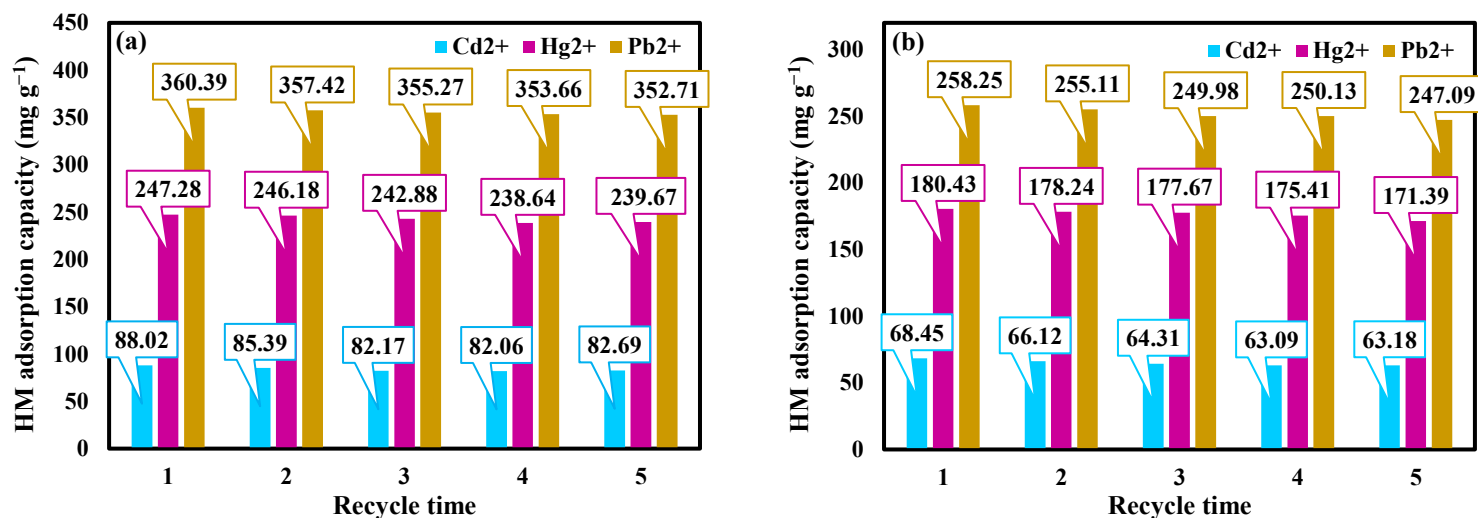 (a)
Cd2+ Hg2+ Pb2+
HM adsorption capacity (mg g⁻¹)
450
400
350
300
250
200
150
100
50
0
360.39 357.42 355.27 353.66 352.71
247.28 246.18 242.88 238.64 239.67
88.02 85.39 82.17 82.06 82.69
1 2 3 4 5
Recycle time
(b)
Cd2+ Hg2+ Pb2+
HM adsorption capacity (mg g⁻¹)
300
250
200
150
100
50
0
258.25 255.11 249.98 250.13 247.09
180.43 178.24 177.67 175.41 171.39
68.45 66.12 64.31 63.09 63.18
1 2 3 4 5
Recycle time